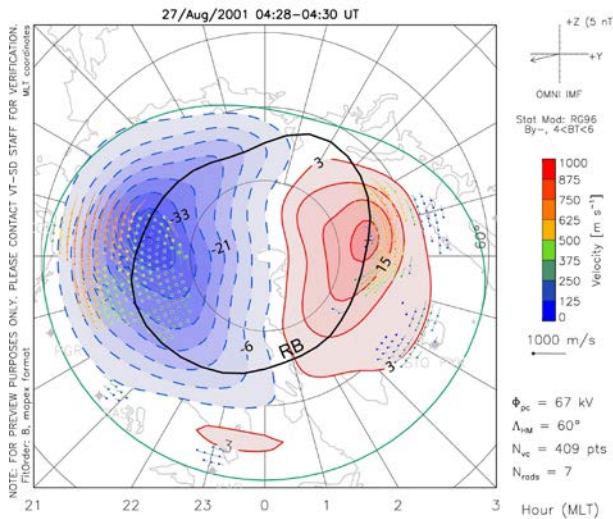 27/Aug/2001 04:28-04:30 UT
NOTE: FOR PREVIEW PURPOSES ONLY. PLEASE CONTACT VT-SD STAFF FOR VERIFICATION.
FitOrder: 8, mapex format
MLT coordinates
+Z (5 nT
+Y
OMNI IMF
Stat Mod: RG96
By-, 4<BT<6
1000
875
750
625
500
375
250
125
0
Velocity [m s⁻¹]
1000 m/s
Φpc = 67 kV
ΛHM = 60°
Nvc = 409 pts
Nrads = 7
3
-33
-21
15
60°
-6
RB
3
3
21
22
23
0
1
2
3
Hour (MLT)